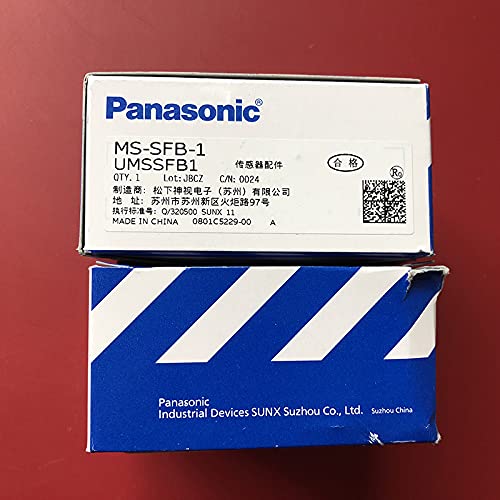 Panasonic®
MS-SFB-1
UMSSFB1 传感器配件 合格
QTY.1 Lot:JBCZ C/N:0024
制造商: 松下神视电子（苏州）有限公司
地 址: 苏州市苏州新区火炬路97号
执行标准号: Q/320500 SUNX 11
MADE IN CHINA 0801C5229-00 A
Panasonic
Industrial Devices SUNX Suzhou Co., Ltd. Suzhou China